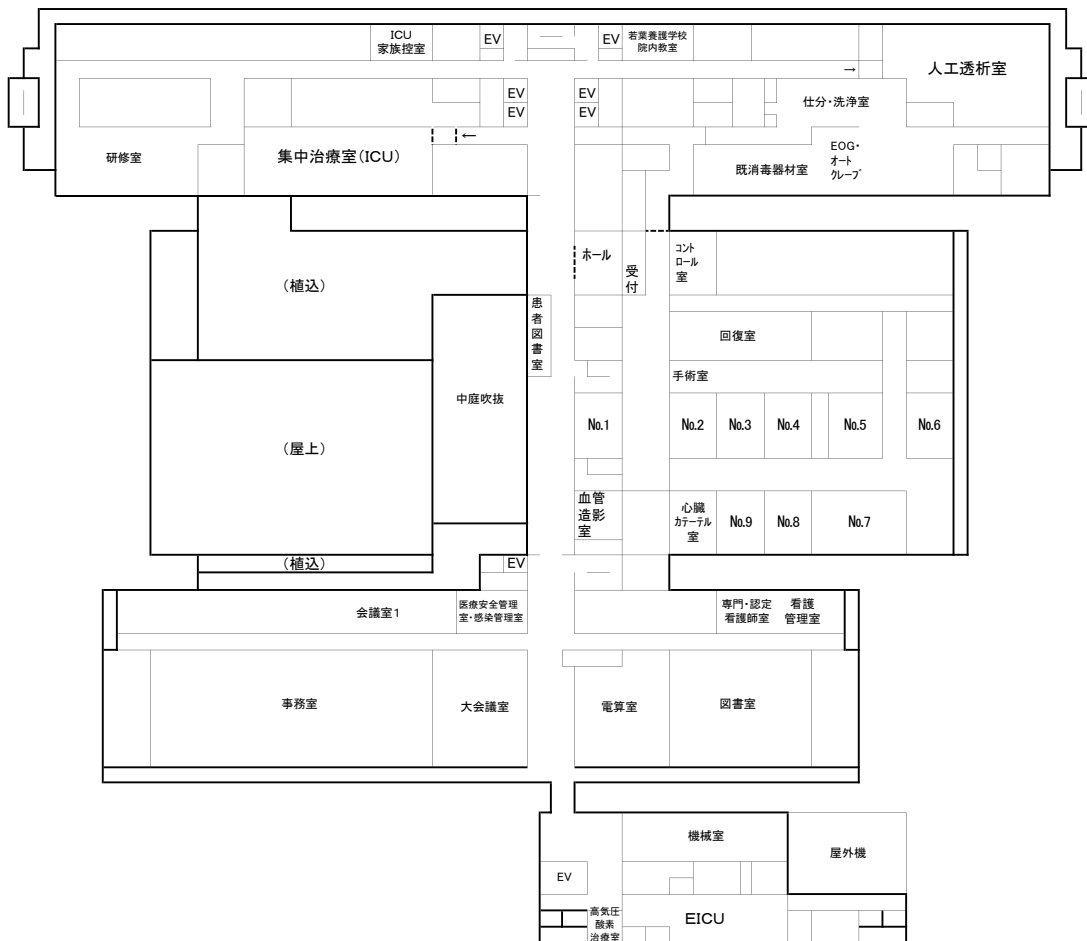 ICU
家族控室
EV
EV
若葉養護学校
院内教室
→
人工透析室
EV
EV
EV
EV
仕分・洗浄室
←
研修室
集中治療室(ICU)
既消毒器材室
EOG・
オート
クレーブ
(植込)
ホール
受
付
コント
ロール
室
患
者
図
書
室
回復室
手術室
中庭吹抜
(屋上)
No.1
No.2
No.3
No.4
No.5
No.6
血管
造影
室
心臓
カテーテル
室
No.9
No.8
No.7
(植込)
EV
会議室1
医療安全管理
室・感染管理室
専門・認定
看護師室
看護
管理室
事務室
大会議室
電算室
図書室
機械室
屋外機
EV
高気圧
酸素
治療室
EICU